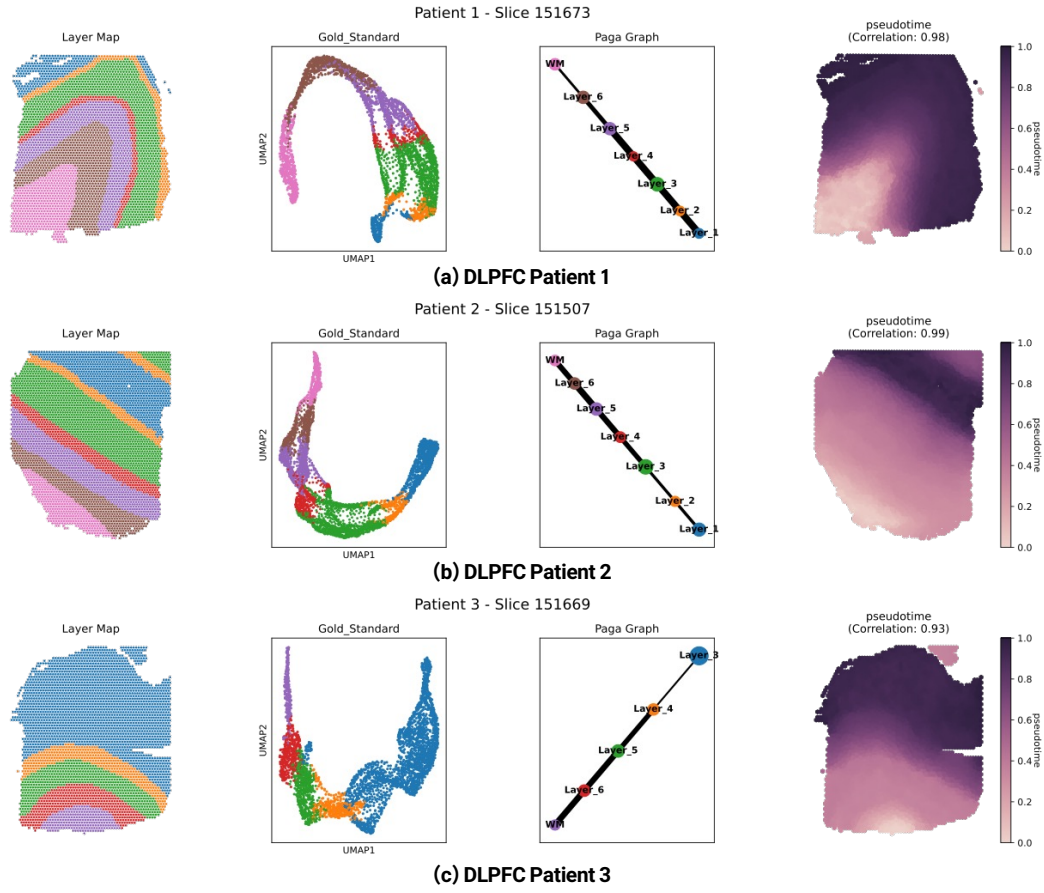 Patient 1 - Slice 151673
Layer Map
Gold_Standard
Paga Graph
pseudotime
(Correlation: 0.98)
UMAP2
UMAP1
WM
Layer_6
Layer_5
Layer_4
Layer_3
Layer_2
Layer_1
1.0
0.8
0.6
0.4
0.2
0.0
pseudotime
(a) DLPFC Patient 1
Patient 2 - Slice 151507
Layer Map
Gold_Standard
Paga Graph
pseudotime
(Correlation: 0.99)
UMAP2
UMAP1
WM
Layer_6
Layer_5
Layer_4
Layer_3
Layer_2
Layer_1
1.0
0.8
0.6
0.4
0.2
0.0
pseudotime
(b) DLPFC Patient 2
Patient 3 - Slice 151669
Layer Map
Gold_Standard
Paga Graph
pseudotime
(Correlation: 0.93)
UMAP2
UMAP1
Layer_3
Layer_4
Layer_5
Layer_6
WM
1.0
0.8
0.6
0.4
0.2
0.0
pseudotime
(c) DLPFC Patient 3